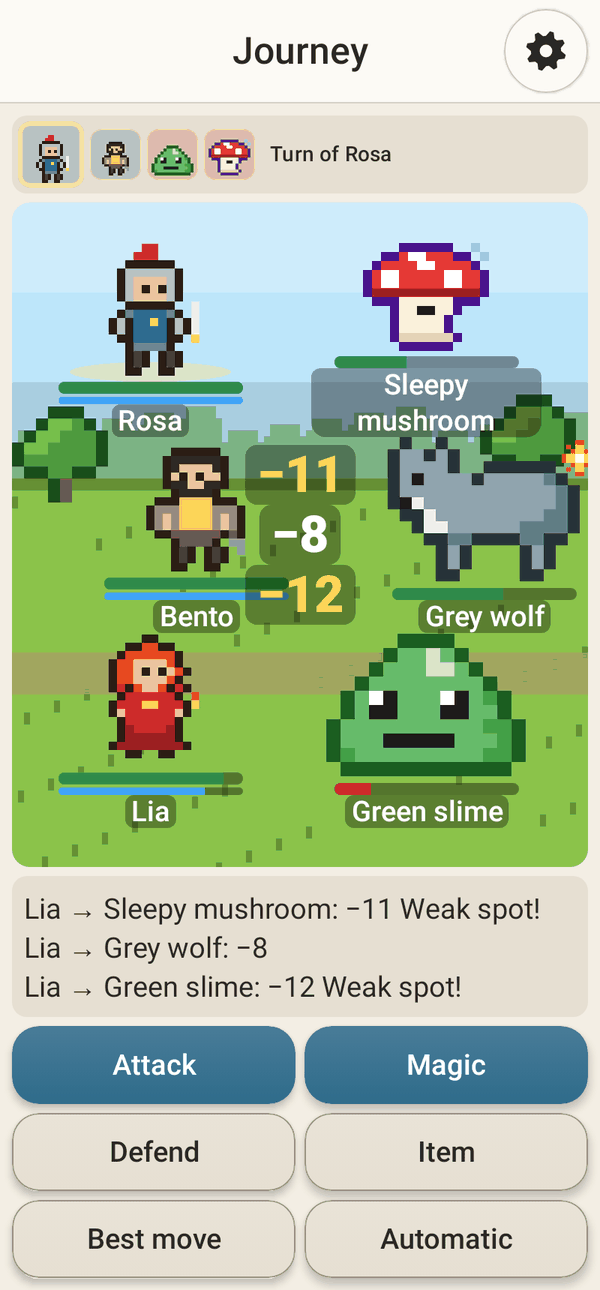 Journey
Turn of Rosa
Sleepy
mushroom
Rosa
−11
−8
−12
Bento
Grey wolf
Lia
Green slime
Lia → Sleepy mushroom: −11 Weak spot!
Lia → Grey wolf: −8
Lia → Green slime: −12 Weak spot!
Attack
Magic
Defend
Item
Best move
Automatic